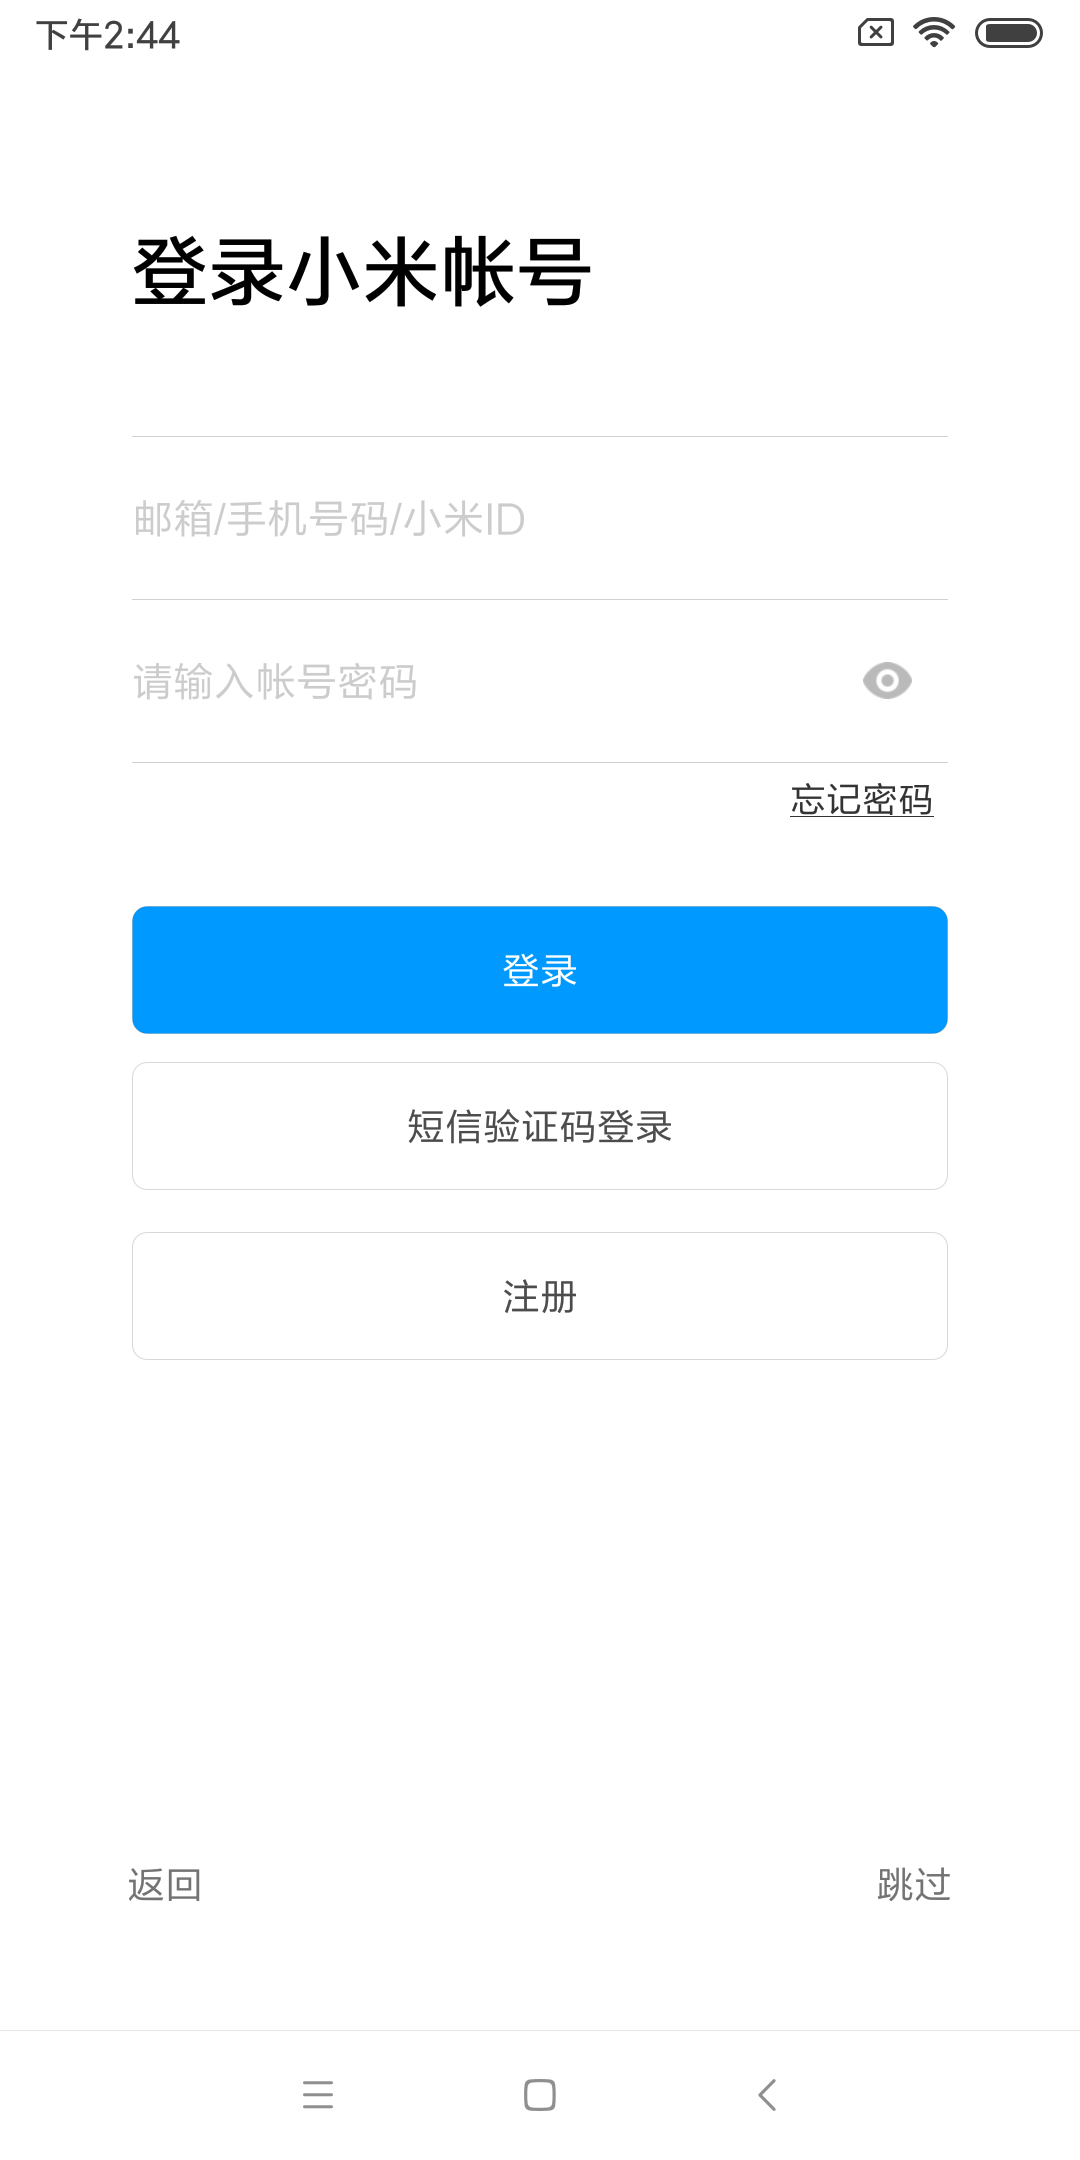 下午2:44
登录小米帐号
邮箱/手机号码/小米ID
请输入帐号密码
忘记密码
登录
短信验证码登录
注册
返回
跳过